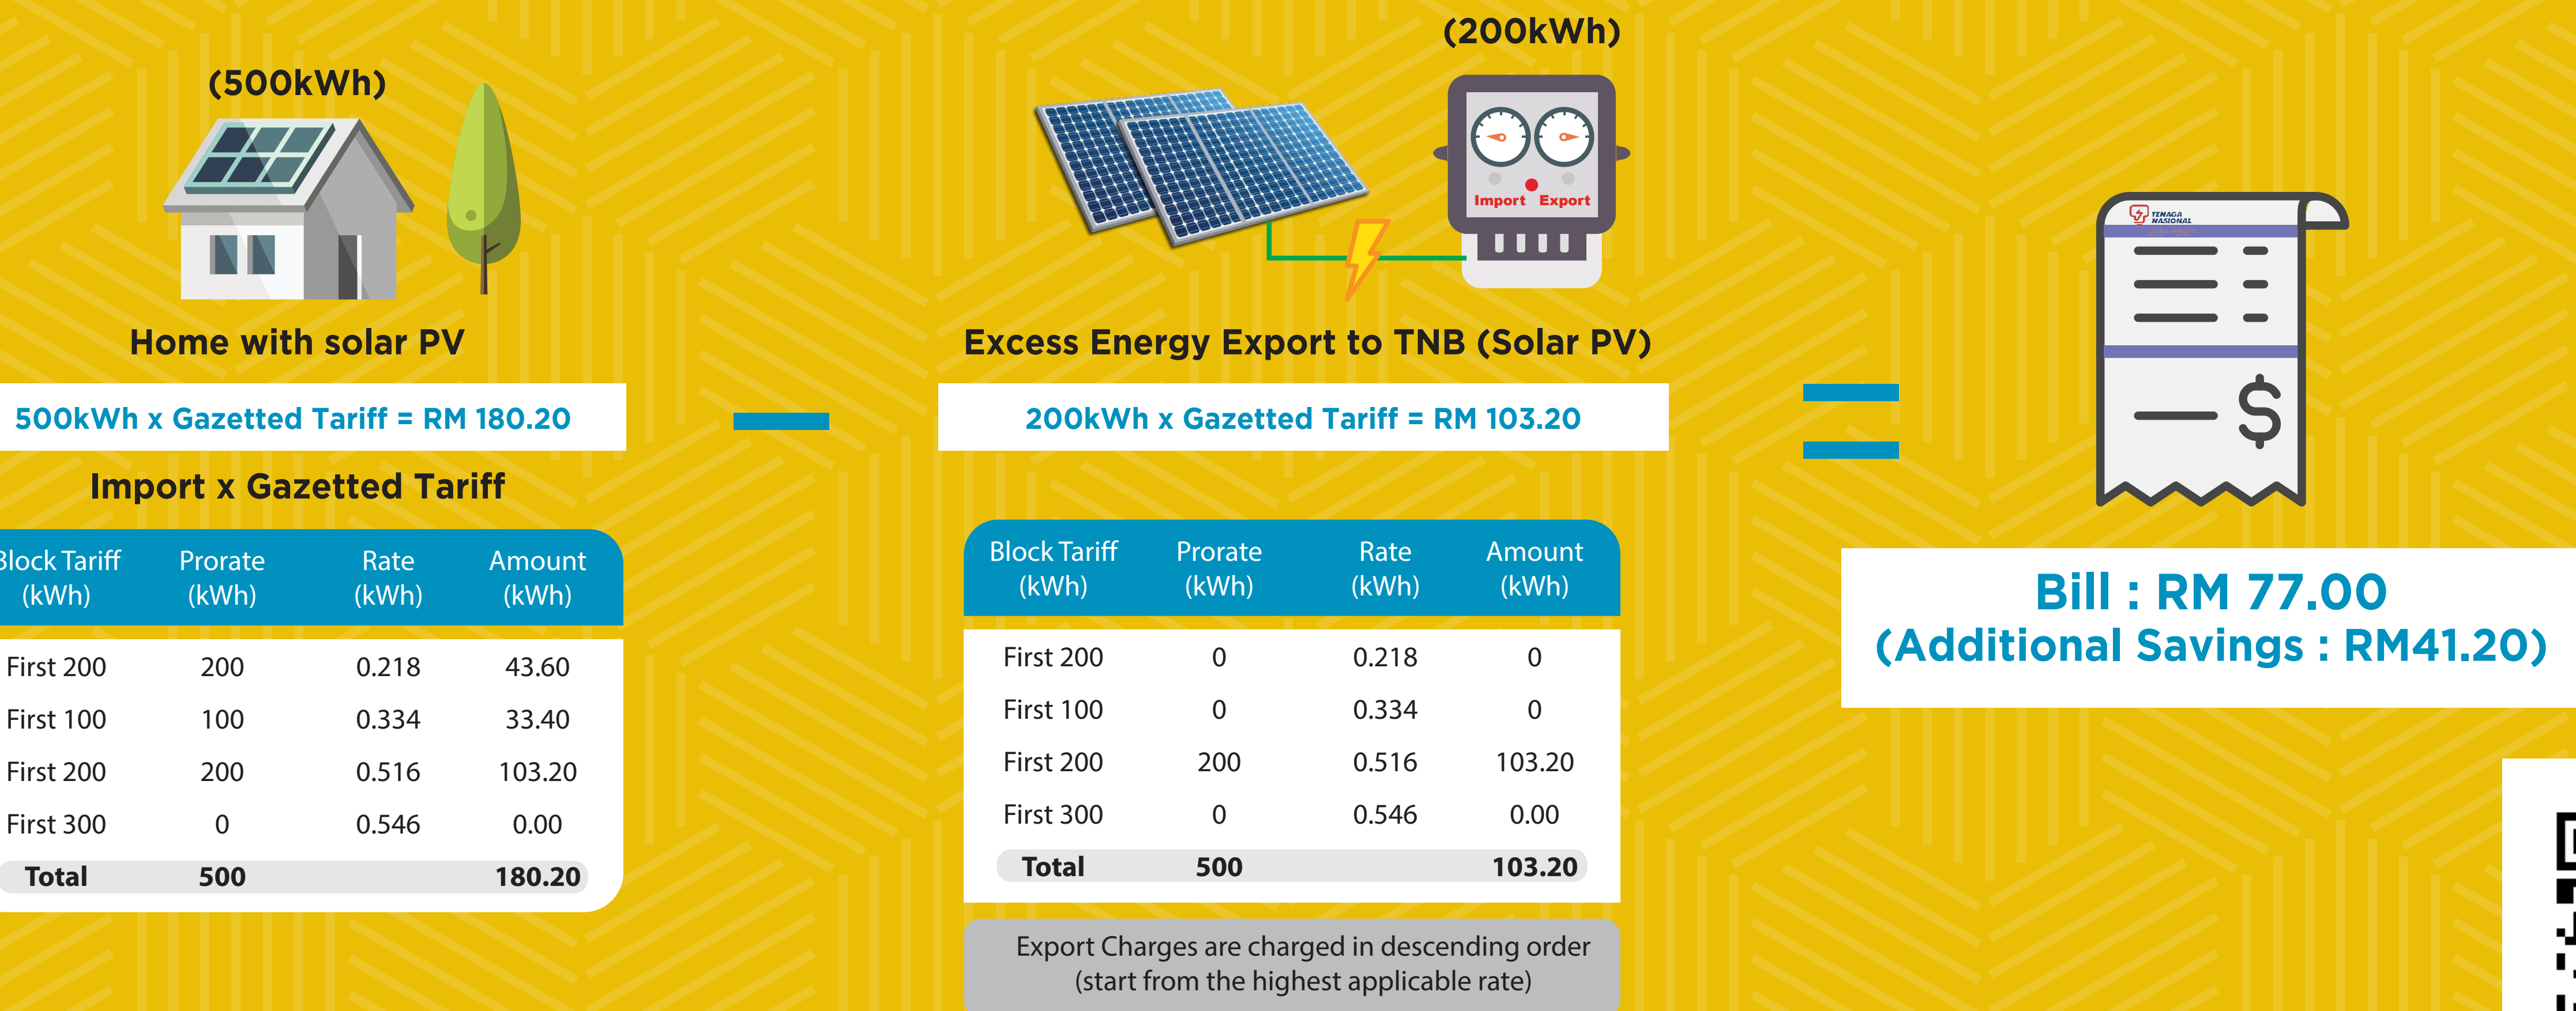 (500kWh)
Home with solar PV
500kWh x Gazetted Tariff = RM 180.20
Import x Gazetted Tariff
Block Tariff Prorate Rate Amount
(kWh) (kWh) (kWh) (kWh)
First 200 200 0.218 43.60
First 100 100 0.334 33.40
First 200 200 0.516 103.20
First 300 0 0.546 0.00
Total 500 180.20
(200kWh)
Import Export
Excess Energy Export to TNB (Solar PV)
200kWh x Gazetted Tariff = RM 103.20
Block Tariff Prorate Rate Amount
(kWh) (kWh) (kWh) (kWh)
First 200 0 0.218 0
First 100 0 0.334 0
First 200 200 0.516 103.20
First 300 0 0.546 0.00
Total 500 103.20
Export Charges are charged in descending order
(start from the highest applicable rate)
TENAGA
NASIONAL
$
Bill : RM 77.00
(Additional Savings : RM41.20)